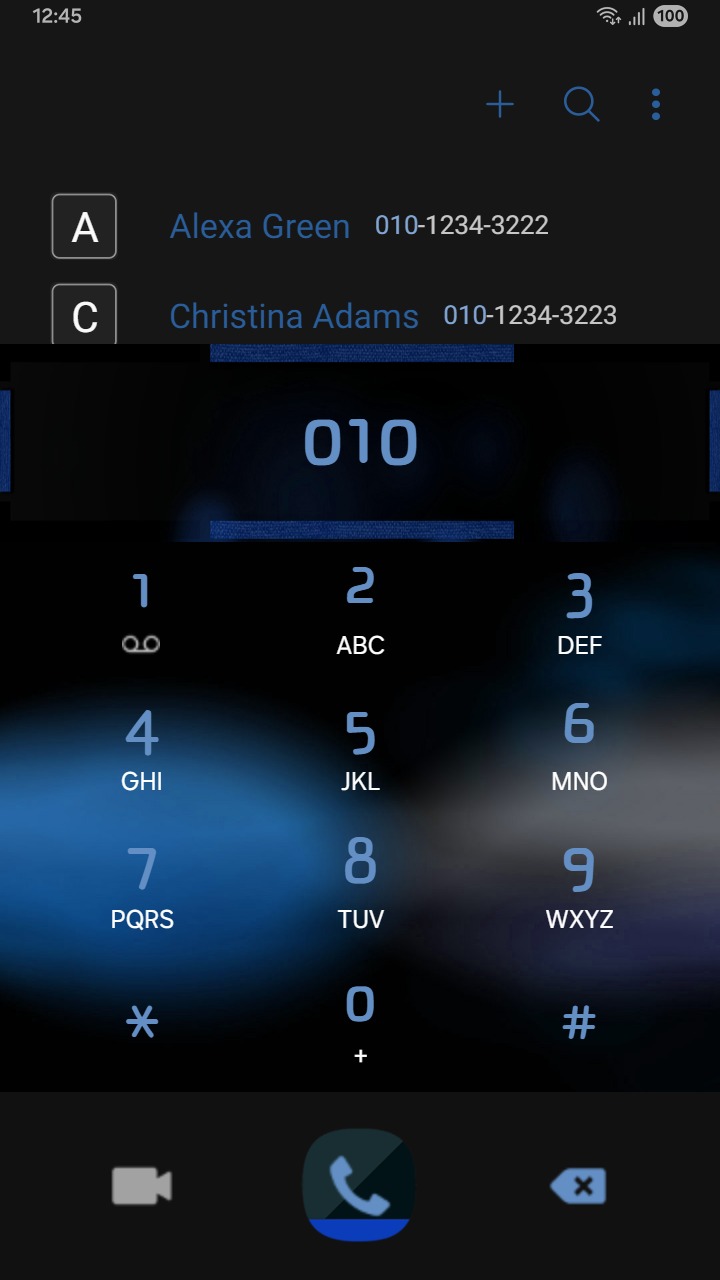 12:45 100
A Alexa Green 010-1234-3222
C Christina Adams 010-1234-3223
010
1 2 3
ABC DEF
4 5 6
GHI JKL MNO
7 8 9
PQRS TUV WXYZ
* 0 #
+